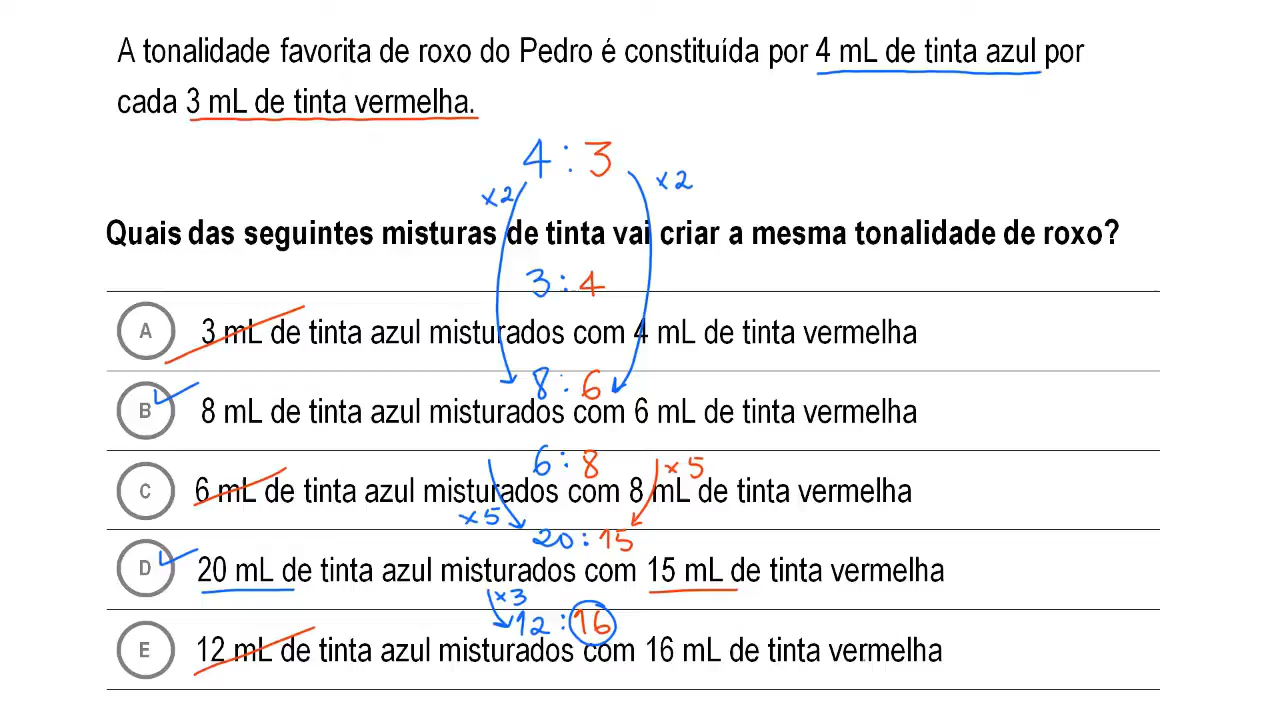 A tonalidade favorita de roxo do Pedro é constituída por 4 mL de tinta azul por
cada 3 mL de tinta vermelha.
4 : 3
×2 ×2
Quais das seguintes misturas de tinta vai criar a mesma tonalidade de roxo?
3 : 4
A 3 mL de tinta azul misturados com 4 mL de tinta vermelha
8 : 6
B 8 mL de tinta azul misturados com 6 mL de tinta vermelha
6 : 8 ×5
C 6 mL de tinta azul misturados com 8 mL de tinta vermelha
×5 20 : 15
D 20 mL de tinta azul misturados com 15 mL de tinta vermelha
×3
12 : 16
E 12 mL de tinta azul misturados com 16 mL de tinta vermelha